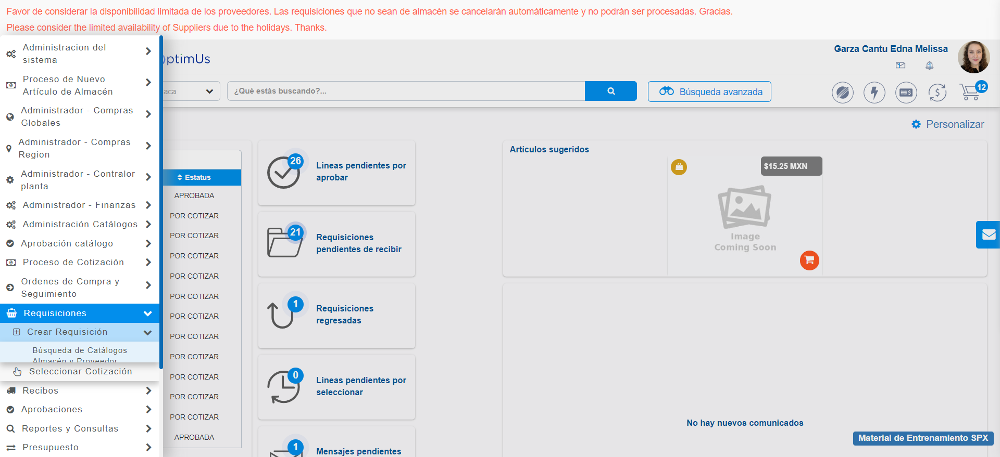 Favor de considerar la disponibilidad limitada de los proveedores. Las requisiciones que no sean de almacén se cancelarán automáticamente y no podrán ser procesadas. Gracias.
Please consider the limited availability of Suppliers due to the holidays. Thanks.
Administracion del
sistema
Proceso de Nuevo
Artículo de Almacén
Administrador - Compras
Globales
Administrador - Compras
Region
Administrador - Contralor
planta
Administrador - Finanzas
Administración Catálogos
Aprobación catálogo
Proceso de Cotización
Ordenes de Compra y
Seguimiento
Requisiciones
Crear Requisición
Búsqueda de Catálogos
Almacén y Proveedor
Seleccionar Cotización
Recibos
Aprobaciones
Reportes y Consultas
Presupuesto
OptimUs
Garza Cantu Edna Melissa
1
aca
¿Qué estás buscando?...
Búsqueda avanzada
12
Personalizar
Estatus
APROBADA
POR COTIZAR
POR COTIZAR
POR COTIZAR
POR COTIZAR
POR COTIZAR
POR COTIZAR
POR COTIZAR
POR COTIZAR
POR COTIZAR
POR COTIZAR
POR COTIZAR
APROBADA
26
Lineas pendientes por
aprobar
21
Requisiciones
pendientes de recibir
1
Requisiciones
regresadas
0
Lineas pendientes por
seleccionar
1
Mensajes pendientes
Artículos sugeridos
$15.25 MXN
Image
Coming Soon
No hay nuevos comunicados
Material de Entrenamiento SPX